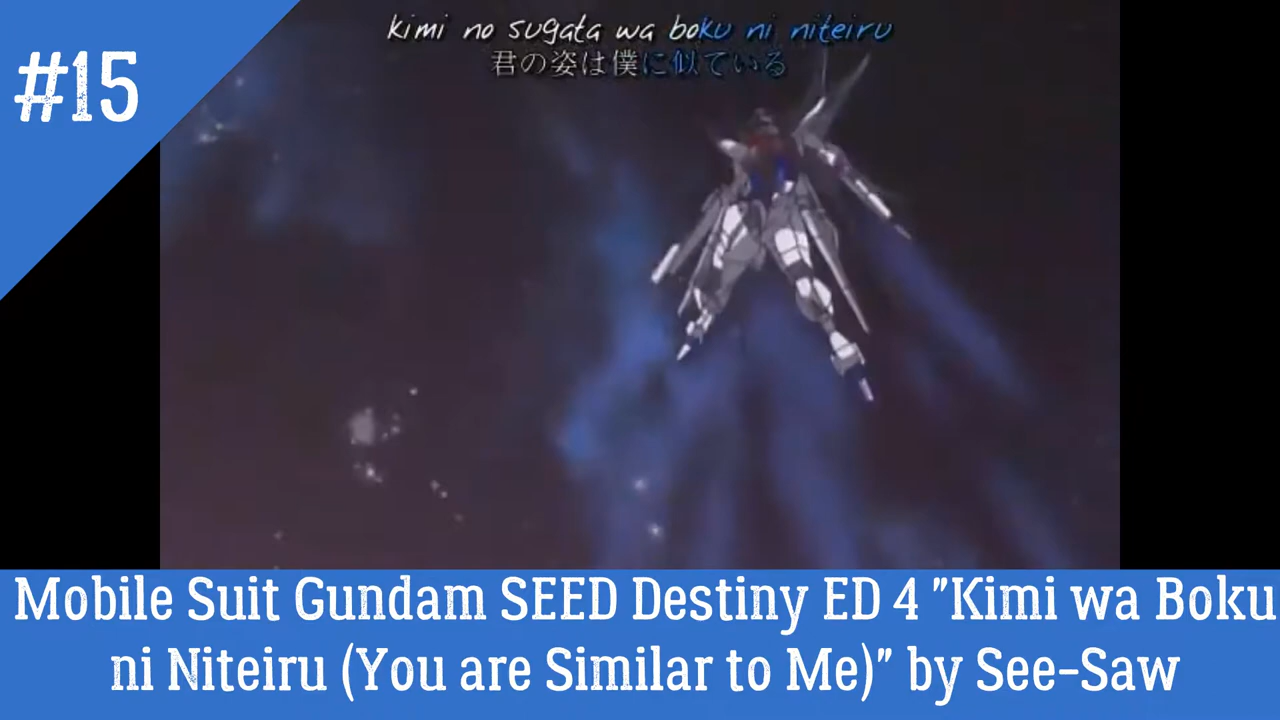 #15
kimi no sugata wa boku ni niteiru
君の姿は僕に似ている
Mobile Suit Gundam SEED Destiny ED 4 "Kimi wa Boku
ni Niteiru (You are Similar to Me)" by See-Saw